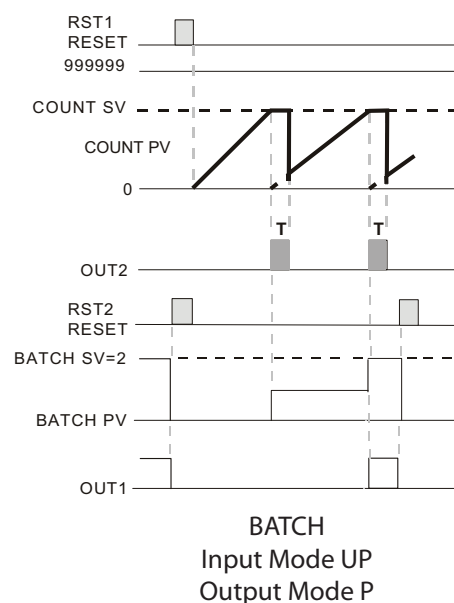 RST1
RESET
999999
COUNT SV
COUNT PV
0
T T
OUT2
RST2
RESET
BATCH SV=2
BATCH PV
OUT1
BATCH
Input Mode UP
Output Mode P